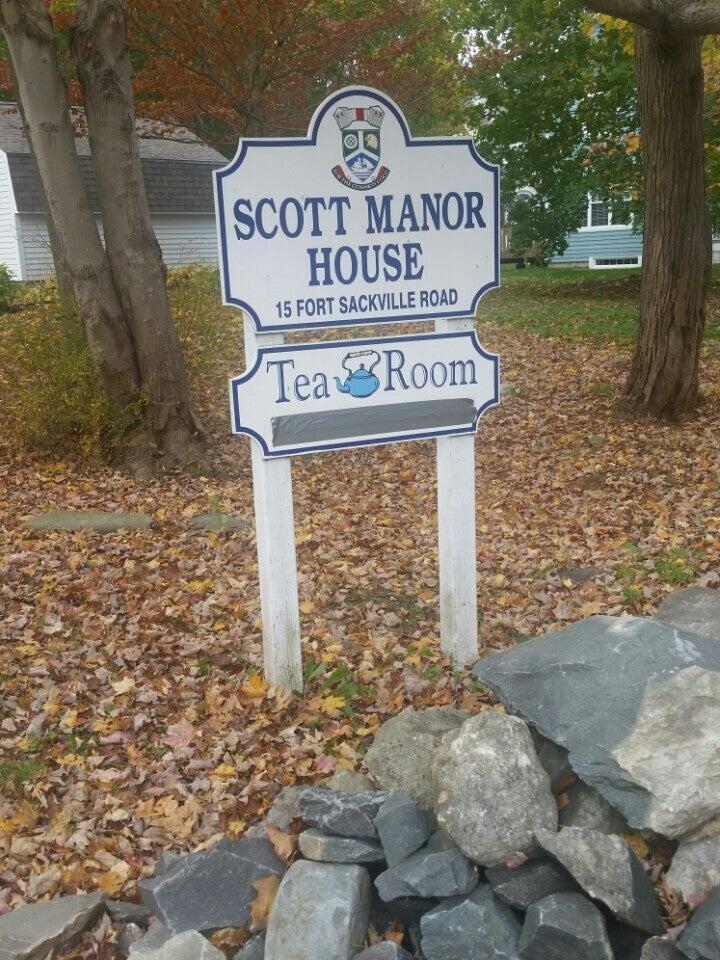 SCOTT MANOR
HOUSE
15 FORT SACKVILLE ROAD
Tea Room